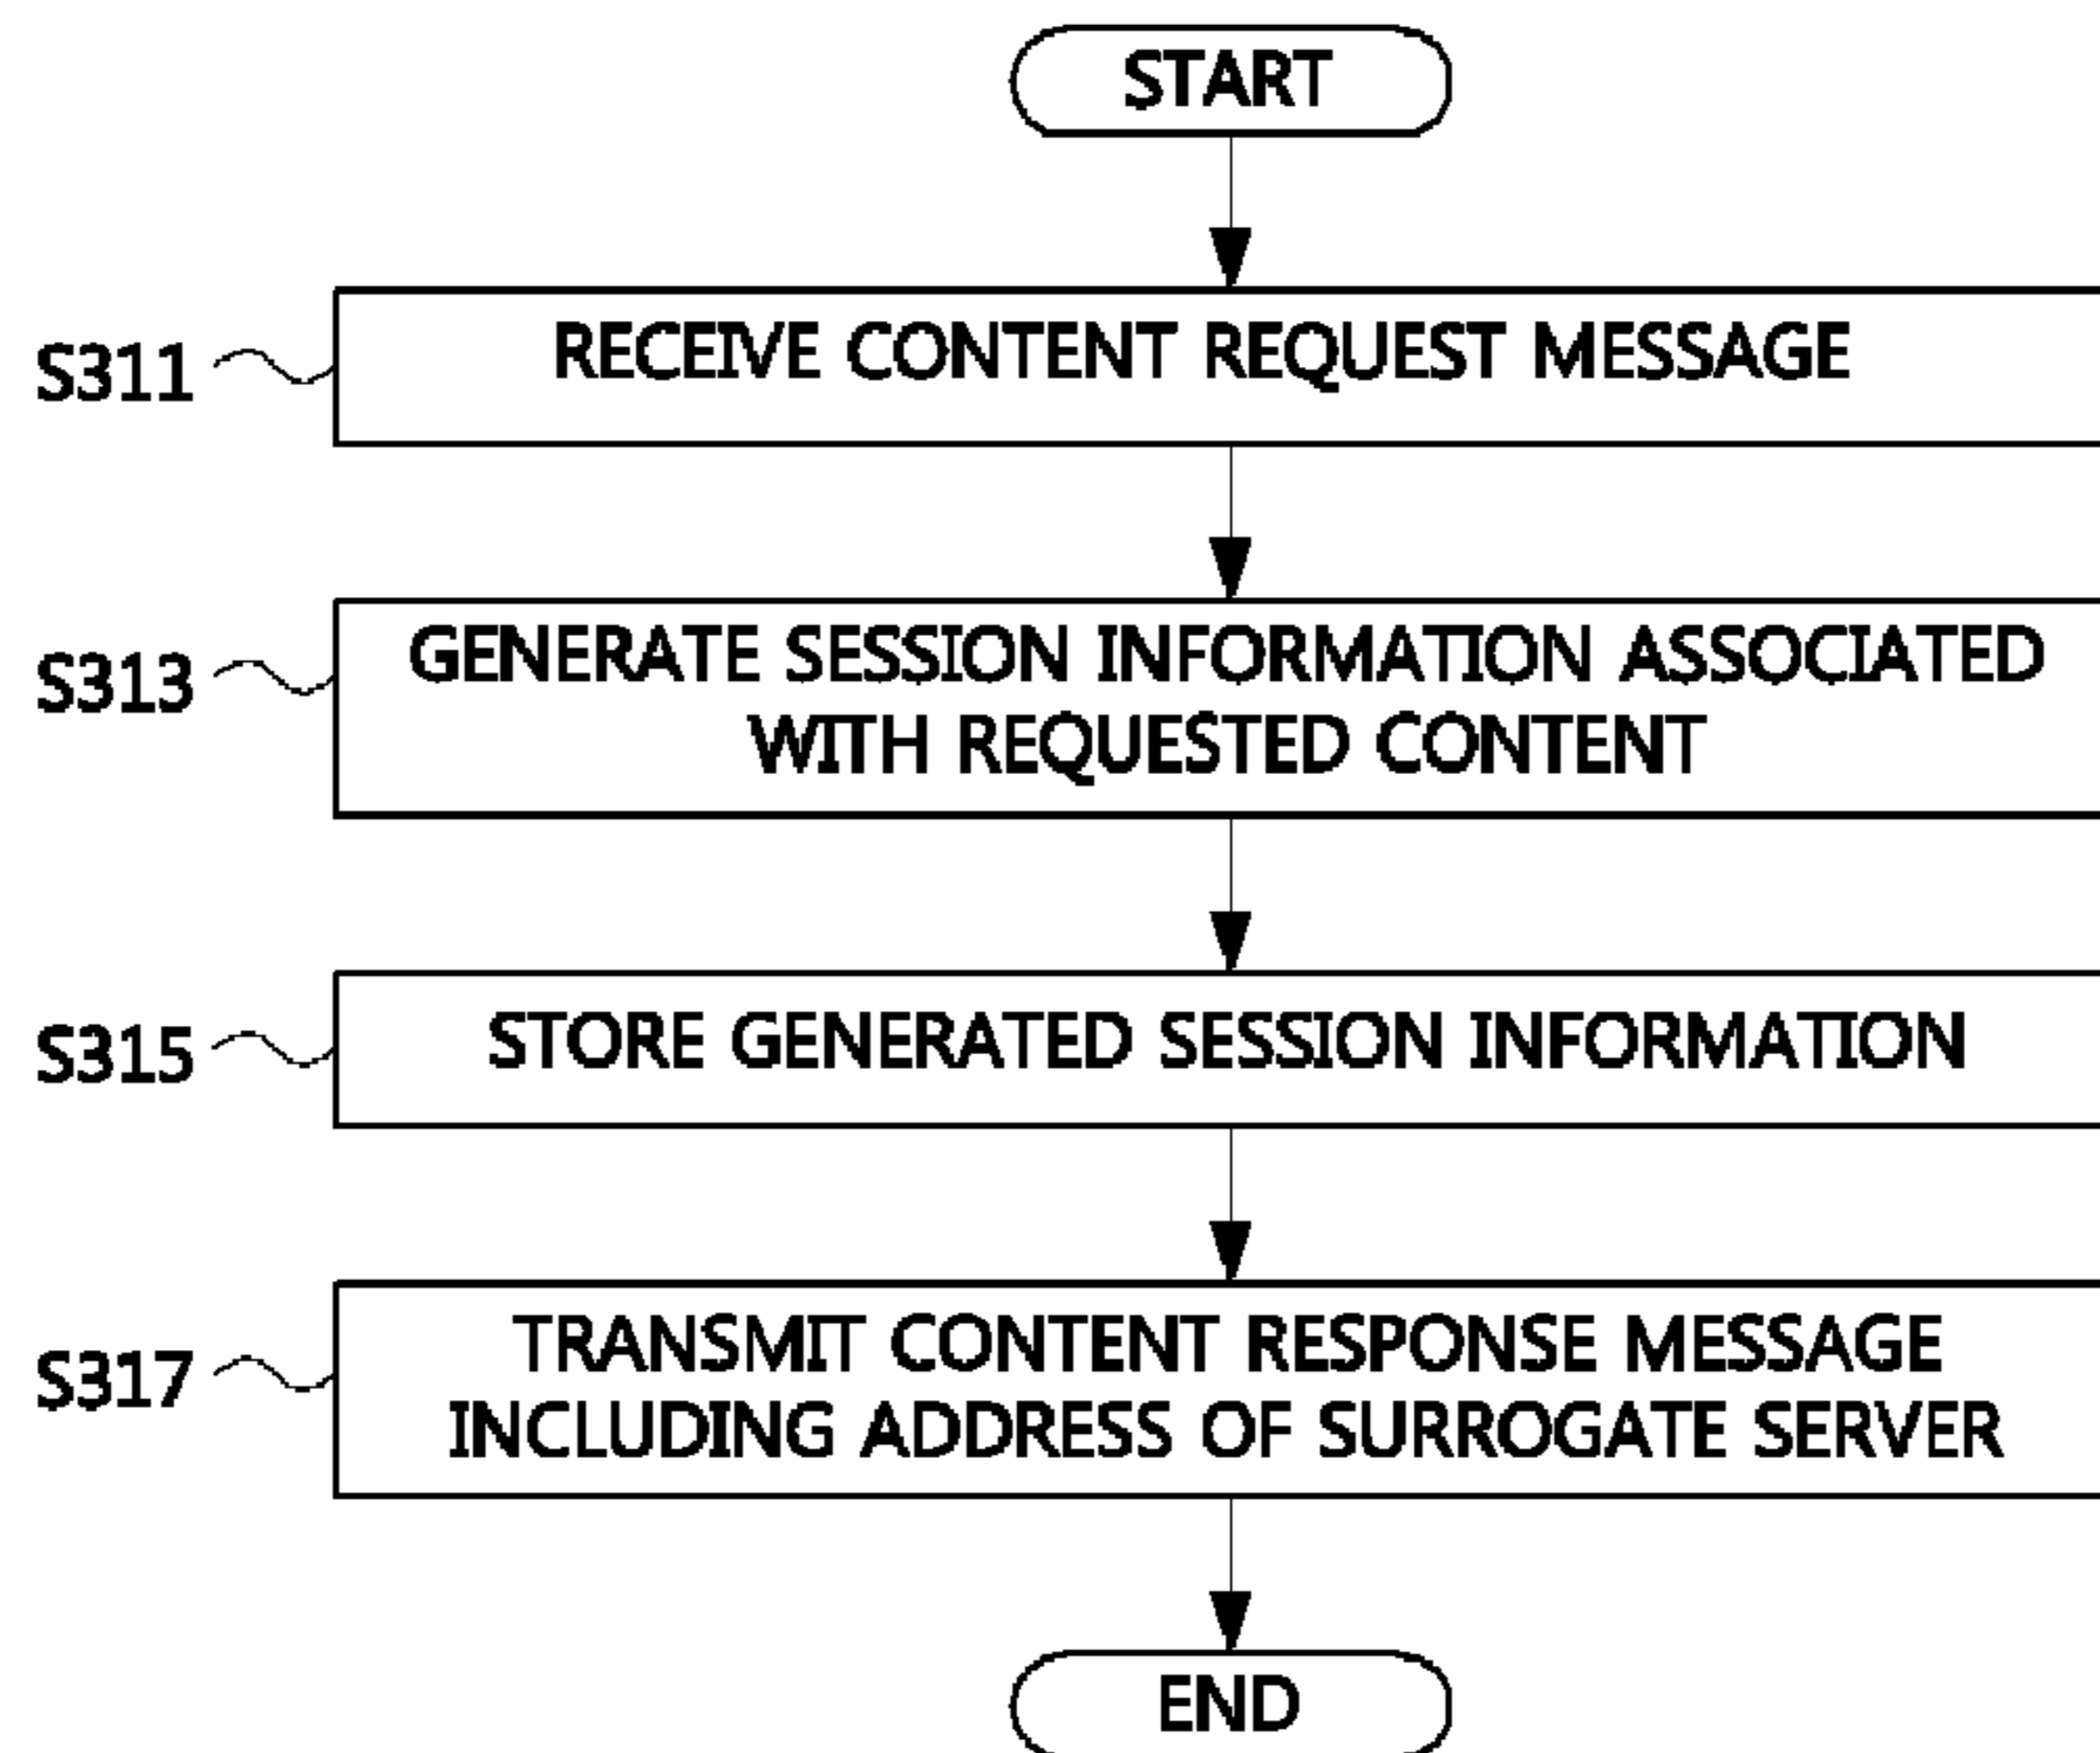 START
S311
RECEIVE CONTENT REQUEST MESSAGE
S313
GENERATE SESSION INFORMATION ASSOCIATED
WITH REQUESTED CONTENT
S315
STORE GENERATED SESSION INFORMATION
S317
TRANSMIT CONTENT RESPONSE MESSAGE
INCLUDING ADDRESS OF SURROGATE SERVER
END